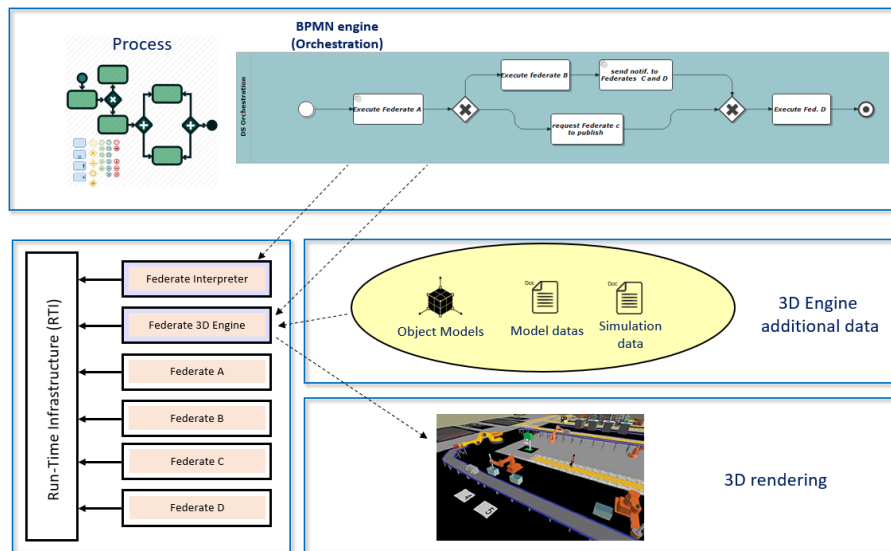 BPMN engine
(Orchestration)
Process
DS Orchestration
Execute Federate A
Execute federate B
send notif. to
Federates C and D
request Federate c
to publish
Execute Fed. D
Run-Time Infrastructure (RTI)
Federate Interpreter
Federate 3D Engine
Federate A
Federate B
Federate C
Federate D
Object Models
Doc
Model datas
Doc
Simulation
data
3D Engine
additional data
3D rendering